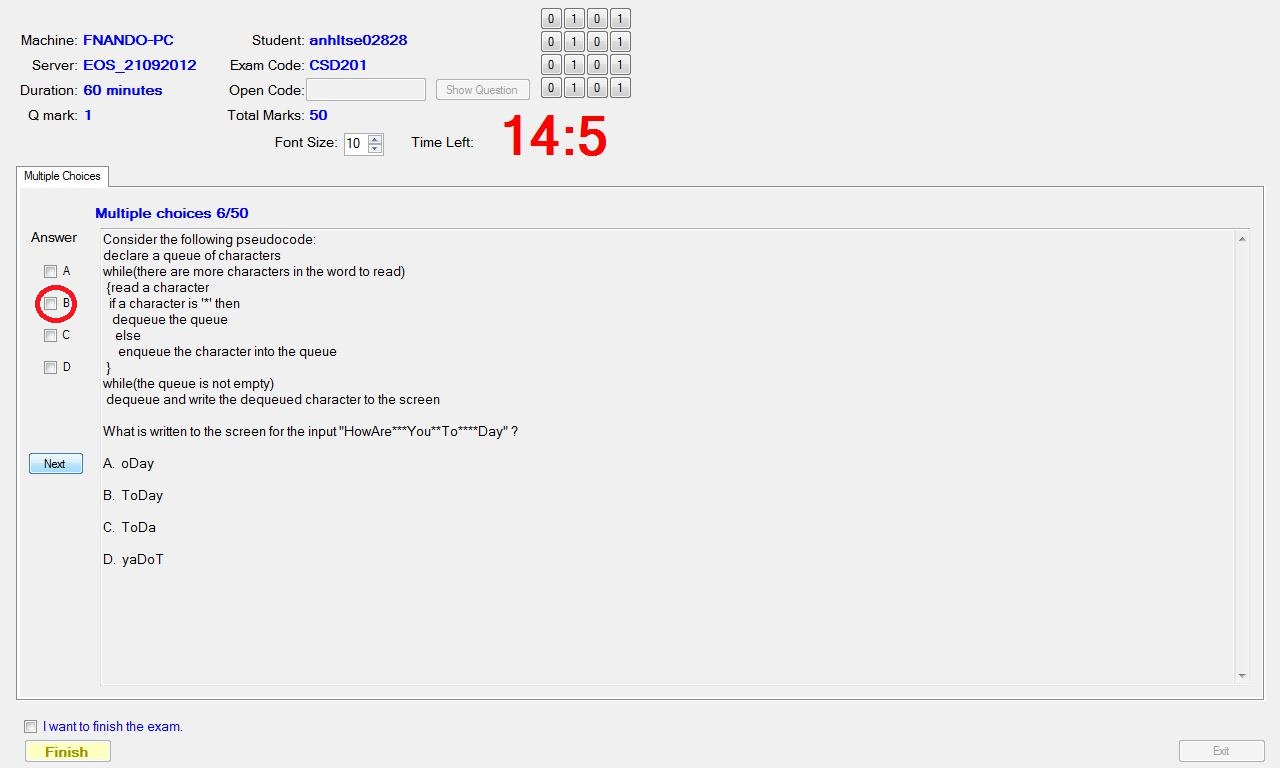 0 1 0 1
0 1 0 1
0 1 0 1
0 1 0 1
Machine: FNANDO-PC Student: anhltse02828
Server: EOS_21092012 Exam Code: CSD201
Duration: 60 minutes Open Code: Show Question
Q mark: 1 Total Marks: 50
Font Size: 10 Time Left: 14:5
Multiple Choices
Multiple choices 6/50
Answer
A
B
C
D
Next
Consider the following pseudocode:
declare a queue of characters
while(there are more characters in the word to read)
{read a character
if a character is '*' then
dequeue the queue
else
enqueue the character into the queue
}
while(the queue is not empty)
dequeue and write the dequeued character to the screen
What is written to the screen for the input "HowAre***You**To****Day" ?
A. oDay
B. ToDay
C. ToDa
D. yaDoT
I want to finish the exam.
Finish
Exit